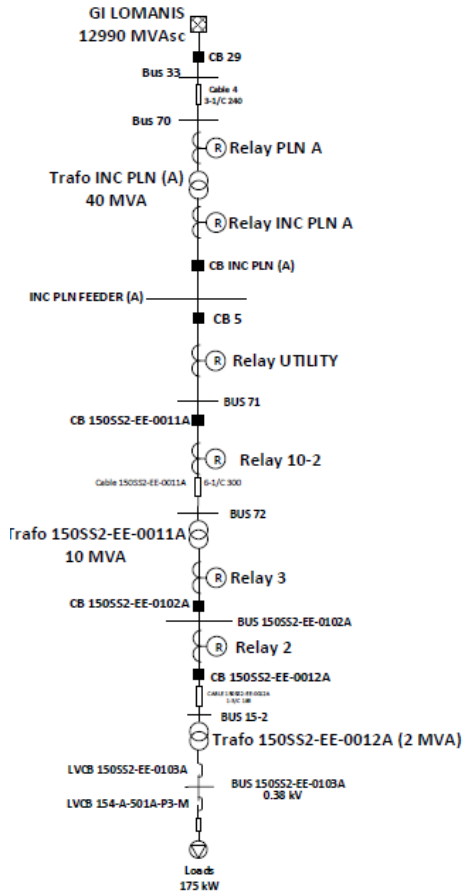 GI LOMANIS
12990 MVAsc
CB 29
Bus 33
Cable 4
3-1/C 240
Bus 70
R Relay PLN A
Trafo INC PLN (A)
40 MVA
R Relay INC PLN A
CB INC PLN (A)
INC PLN FEEDER (A)
CB 5
R Relay UTILITY
BUS 71
CB 150SS2-EE-0011A
R Relay 10-2
Cable 150SS2-EE-0011A 6-1/C 300
BUS 72
Trafo 150SS2-EE-0011A
10 MVA
R Relay 3
CB 150SS2-EE-0102A
BUS 150SS2-EE-0102A
R Relay 2
CB 150SS2-EE-0012A
CABLE 150SS2-EE-0012A
BUS 15-2
Trafo 150SS2-EE-0012A (2 MVA)
LVCB 150SS2-EE-0103A
BUS 150SS2-EE-0103A
0.38 kV
LVCB 154-A-501A-P3-M
Loads
175 kW